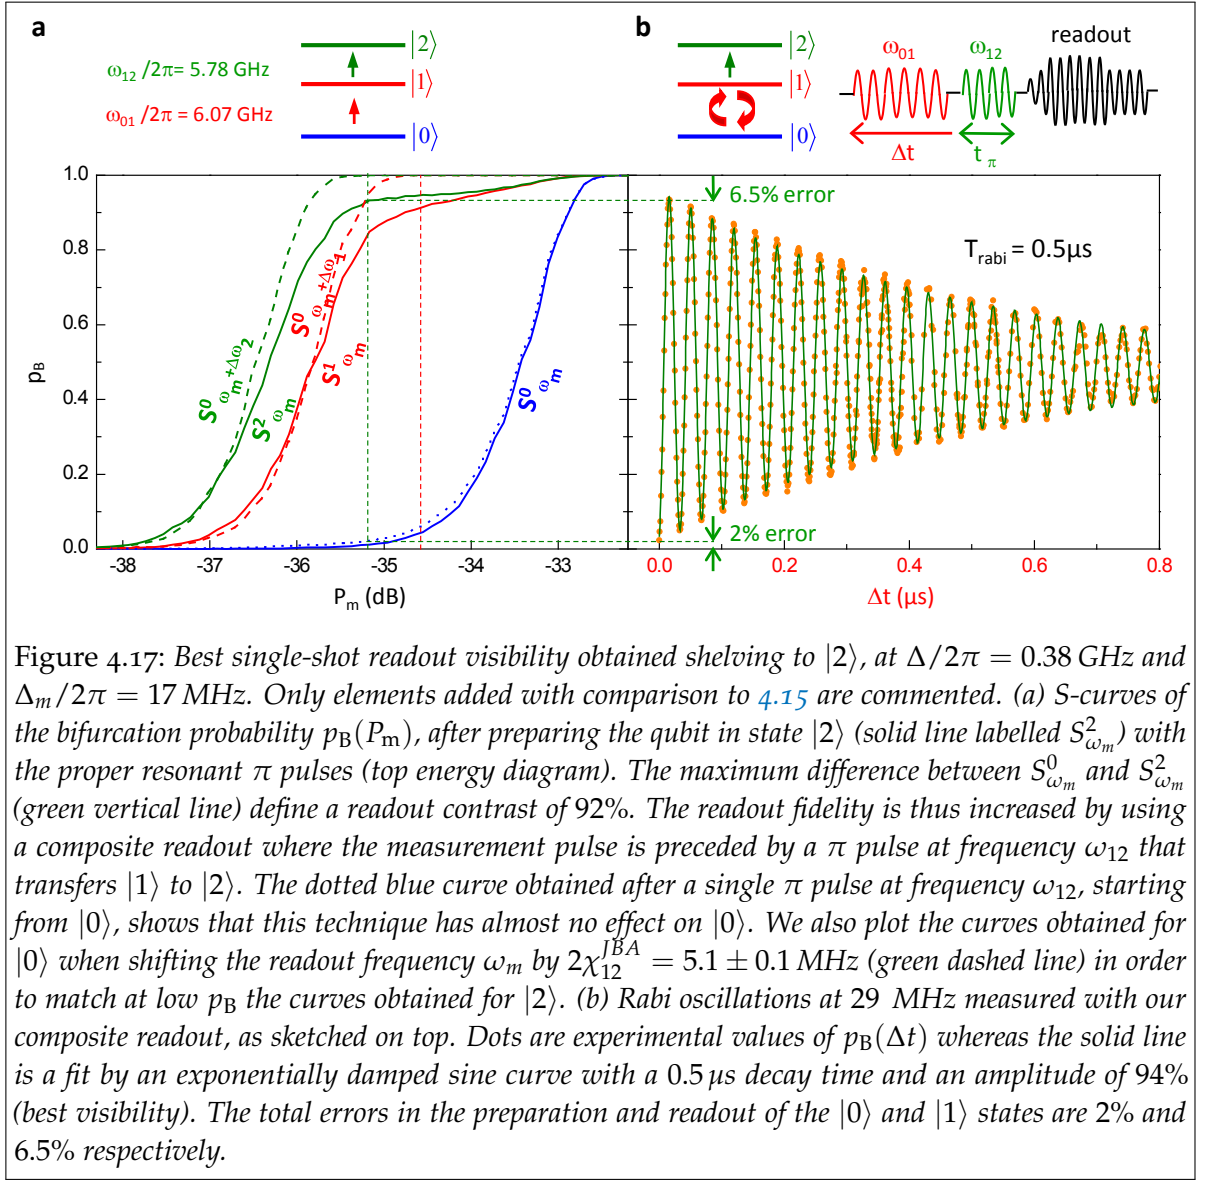 a
|2⟩
ω12 /2π= 5.78 GHz
|1⟩
ω01 /2π = 6.07 GHz
|0⟩
b
|2⟩
|1⟩
|0⟩
ω01
ω12
readout
Δt
tπ
1.0
0.8
0.6
0.4
0.2
0.0
pB
S0ωm+Δω2
S2ωm
S0ωm+Δω1
S1ωm
S0ωm
-38
-37
-36
-35
-34
-33
Pm (dB)
6.5% error
Trabi = 0.5µs
2% error
0.0
0.2
0.4
0.6
0.8
Δt (µs)
Figure 4.17: Best single-shot readout visibility obtained shelving to |2⟩, at Δ/2π = 0.38 GHz and
Δm/2π = 17 MHz. Only elements added with comparison to 4.15 are commented. (a) S-curves of
the bifurcation probability pB(Pm), after preparing the qubit in state |2⟩ (solid line labelled S2ωm) with
the proper resonant π pulses (top energy diagram). The maximum difference between S0ωm and S2ωm
(green vertical line) define a readout contrast of 92%. The readout fidelity is thus increased by using
a composite readout where the measurement pulse is preceded by a π pulse at frequency ω12 that
transfers |1⟩ to |2⟩. The dotted blue curve obtained after a single π pulse at frequency ω12, starting
from |0⟩, shows that this technique has almost no effect on |0⟩. We also plot the curves obtained for
|0⟩ when shifting the readout frequency ωm by 2χ12JBA = 5.1 ± 0.1 MHz (green dashed line) in order
to match at low pB the curves obtained for |2⟩. (b) Rabi oscillations at 29 MHz measured with our
composite readout, as sketched on top. Dots are experimental values of pB(Δt) whereas the solid line
is a fit by an exponentially damped sine curve with a 0.5 µs decay time and an amplitude of 94%
(best visibility). The total errors in the preparation and readout of the |0⟩ and |1⟩ states are 2% and
6.5% respectively.